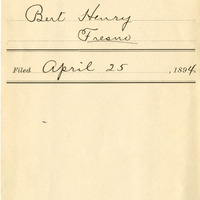 Bert Henry
Fresno
Filed April 25, 1894.